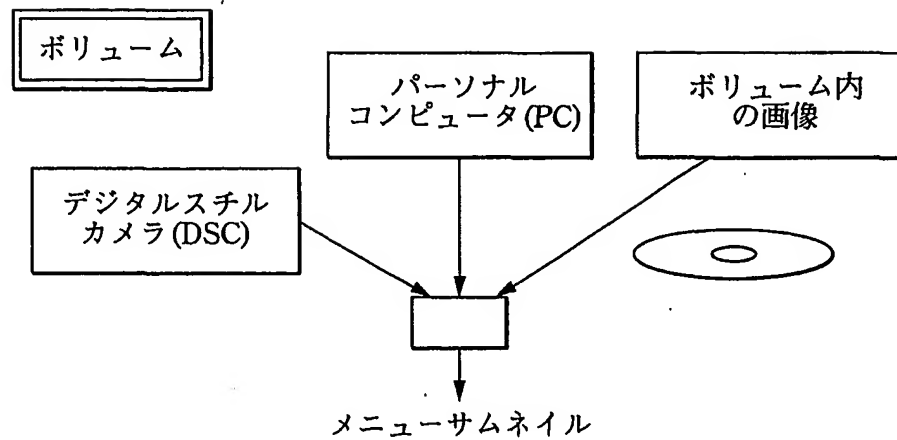 ボリューム
パーソナル
コンピュータ(PC)
ボリューム内
の画像
デジタルスチル
カメラ(DSC)
メニューサムネイル